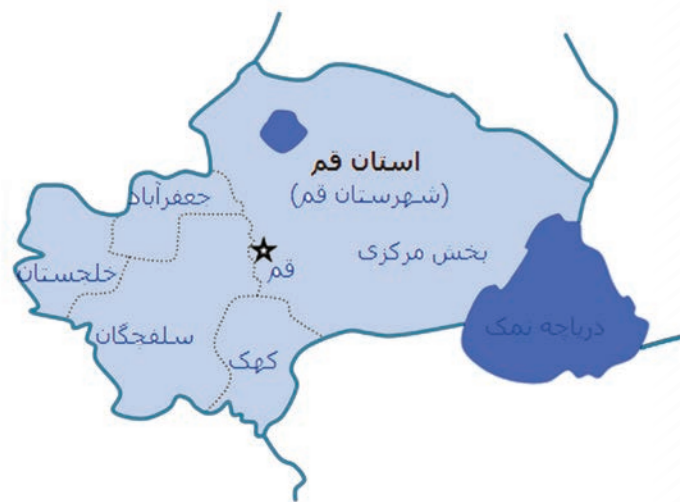 استان قم
(شهرستان قم)
جعفرآباد
بخش مرکزی
قم
خلجستان
دریاچه نمک
سلفچگان
کهک